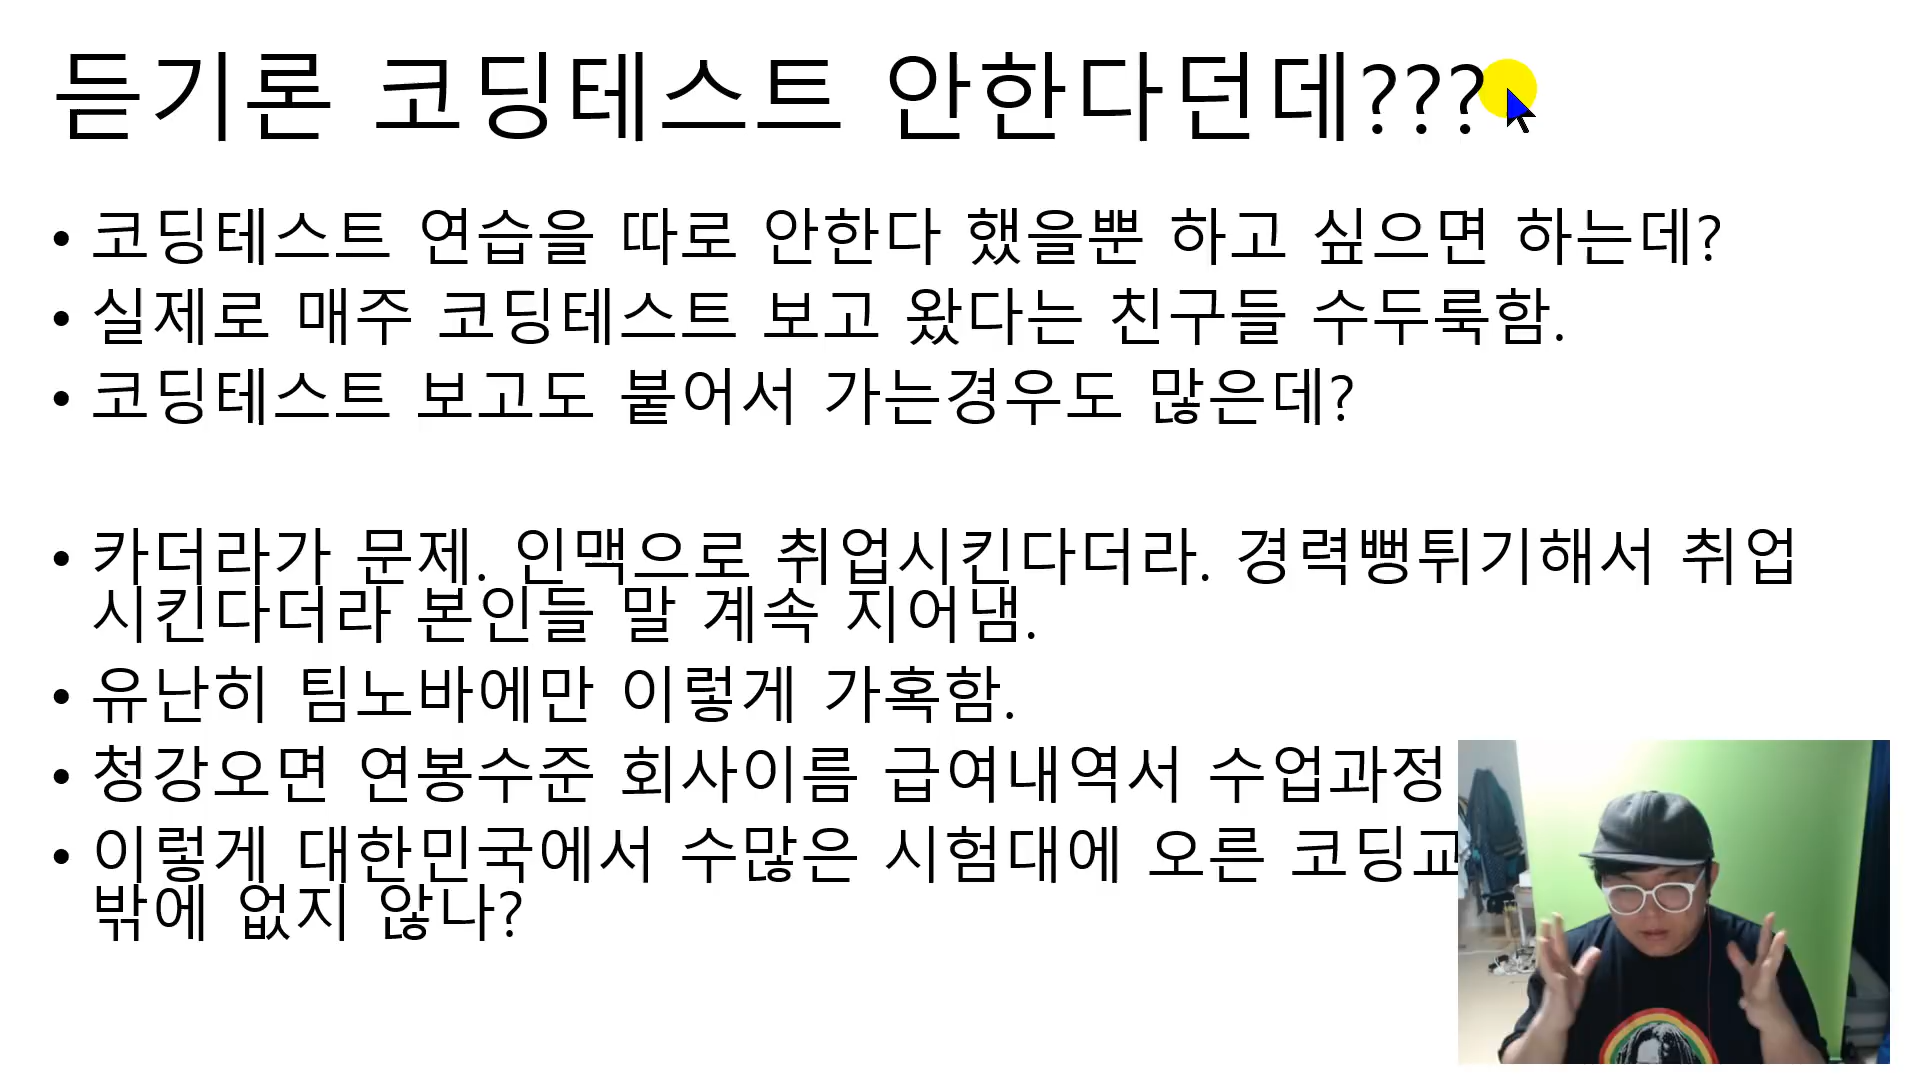 듣기론 코딩테스트 안한다던데???
• 코딩테스트 연습을 따로 안한다 했을뿐 하고 싶으면 하는데?
• 실제로 매주 코딩테스트 보고 왔다는 친구들 수두룩함.
• 코딩테스트 보고도 붙어서 가는경우도 많은데?
• 카더라가 문제. 인맥으로 취업시킨다더라. 경력뻥튀기해서 취업
시킨다더라 본인들 말 계속 지어냄.
• 유난히 팀노바에만 이렇게 가혹함.
• 청강오면 연봉수준 회사이름 급여내역서 수업과정
• 이렇게 대한민국에서 수많은 시험대에 오른
밖에 없지 않나?